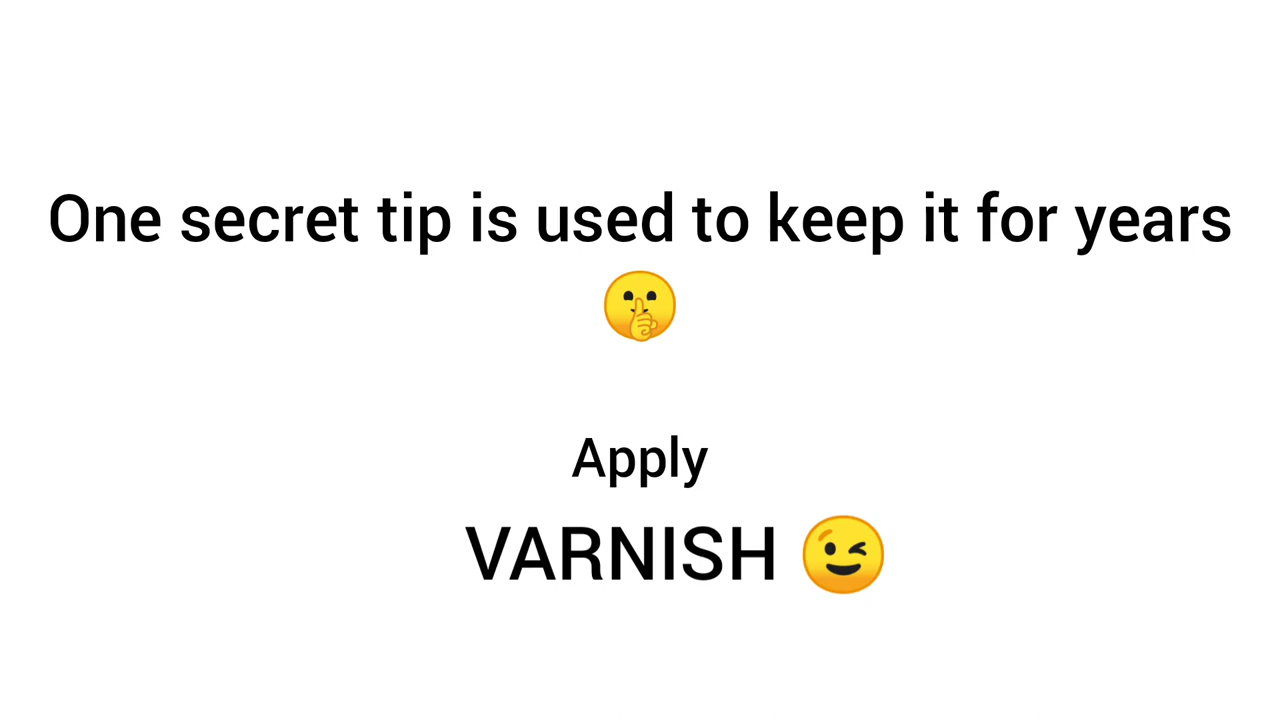 One secret tip is used to keep it for years
🤫
Apply
VARNISH 😉